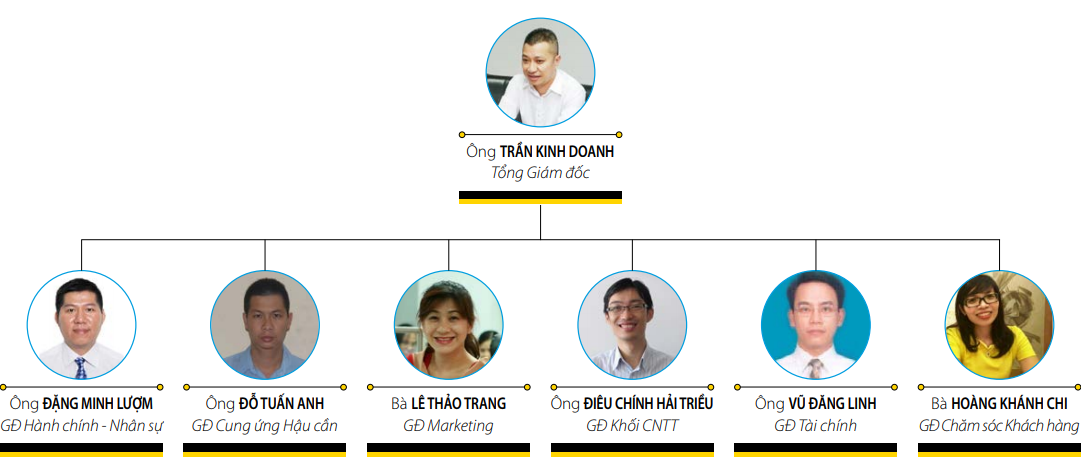 Ông TRẦN KINH DOANH
Tổng Giám đốc
Ông ĐẶNG MINH LƯỢM
GĐ Hành chính - Nhân sự
Ông ĐỖ TUẤN ANH
GĐ Cung ứng Hậu cần
Bà LÊ THẢO TRANG
GĐ Marketing
Ông ĐIÊU CHÍNH HẢI TRIỀU
GĐ Khối CNTT
Ông VŨ ĐĂNG LINH
GĐ Tài chính
Bà HOÀNG KHÁNH CHI
GĐ Chăm sóc Khách hàng